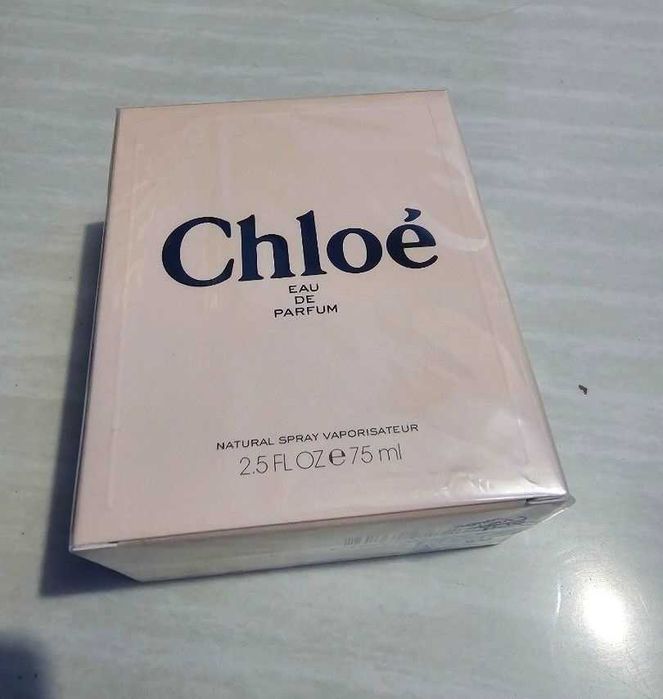 Chloé
EAU
DE
PARFUM
NATURAL SPRAY VAPORISATEUR
2.5 FL OZ e 75 ml